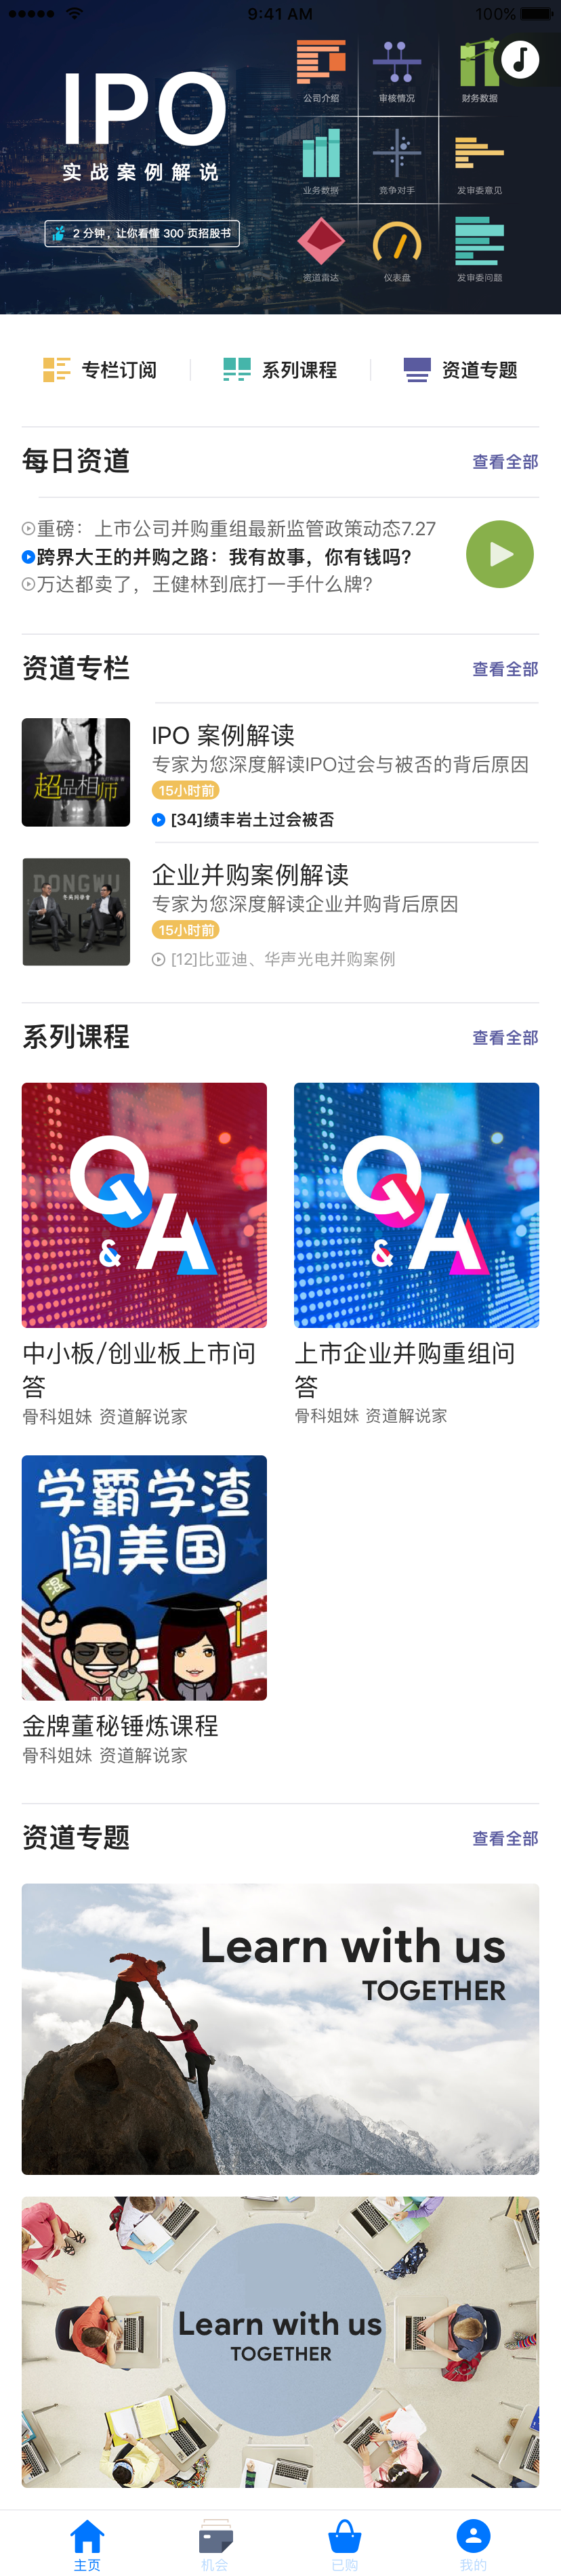 9:41 AM
100%
IPO
实战案例解说
2 分钟，让你看懂 300 页招股书
公司介绍
审核情况
财务数据
业务数据
竞争对手
发审委意见
资道雷达
仪表盘
发审委问题
专栏订阅
系列课程
资道专题
每日资道
查看全部
重磅：上市公司并购重组最新监管政策动态7.27
跨界大王的并购之路：我有故事，你有钱吗?
万达都卖了，王健林到底打一手什么牌?
资道专栏
查看全部
超品相师
IPO 案例解读
专家为您深度解读IPO过会与被否的背后原因
15小时前
[34]绩丰岩土过会被否
DONGWU
企业并购案例解读
专家为您深度解读企业并购背后原因
15小时前
[12]比亚迪、华声光电并购案例
系列课程
查看全部
Q&A
Q&A
中小板/创业板上市问
答
骨科姐妹 资道解说家
上市企业并购重组问
答
骨科姐妹 资道解说家
学霸学渣
闯美国
混
金牌董秘锤炼课程
骨科姐妹 资道解说家
资道专题
查看全部
Learn with us
TOGETHER
Learn with us
TOGETHER
主页
机会
已购
我的